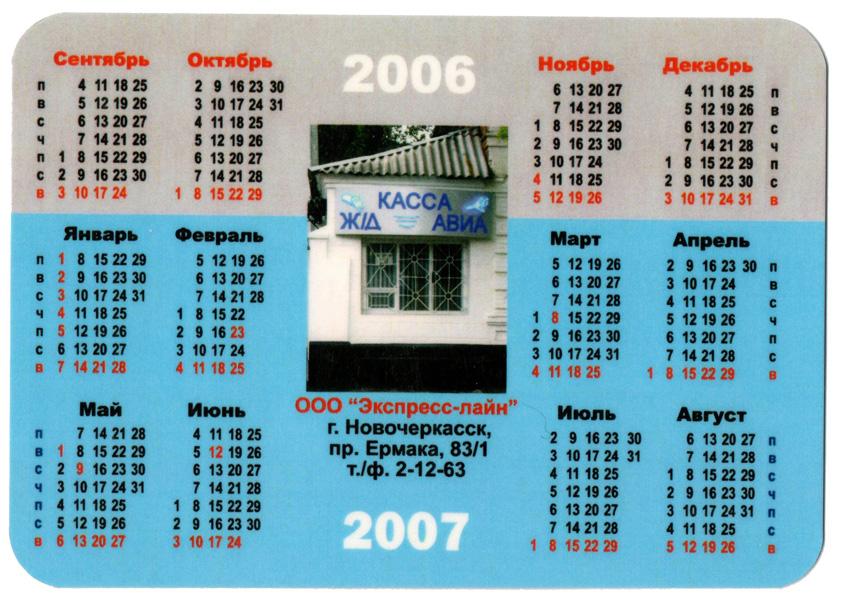 2006
Сентябрь Октябрь
п 4 11 18 25 2 9 16 23 30
в 5 12 19 26 3 10 17 24 31
с 6 13 20 27 4 11 18 25
ч 7 14 21 28 5 12 19 26
п 1 8 15 22 29 6 13 20 27
с 2 9 16 23 30 7 14 21 28
в 3 10 17 24 1 8 15 22 29
Ноябрь Декабрь
6 13 20 27 4 11 18 25 п
7 14 21 28 5 12 19 26 в
1 8 15 22 29 6 13 20 27 с
2 9 16 23 30 7 14 21 28 ч
3 10 17 24 1 8 15 22 29 п
4 11 18 25 2 9 16 23 30 с
5 12 19 26 3 10 17 24 31 в
КАССА
Ж/Д АВИА
Январь Февраль
п 1 8 15 22 29 5 12 19 26
в 2 9 16 23 30 6 13 20 27
с 3 10 17 24 31 7 14 21 28
ч 4 11 18 25 1 8 15 22
п 5 12 19 26 2 9 16 23
с 6 13 20 27 3 10 17 24
в 7 14 21 28 4 11 18 25
Март Апрель
5 12 19 26 2 9 16 23 30 п
6 13 20 27 3 10 17 24 в
7 14 21 28 4 11 18 25 с
1 8 15 22 29 5 12 19 26 ч
2 9 16 23 30 6 13 20 27 п
3 10 17 24 31 7 14 21 28 с
4 11 18 25 1 8 15 22 29 в
ООО "Экспресс-лайн"
г. Новочеркасск,
пр. Ермака, 83/1
т./ф. 2-12-63
Май Июнь
п 7 14 21 28 4 11 18 25
в 1 8 15 22 29 5 12 19 26
с 2 9 16 23 30 6 13 20 27
ч 3 10 17 24 31 7 14 21 28
п 4 11 18 25 1 8 15 22 29
с 5 12 19 26 2 9 16 23 30
в 6 13 20 27 3 10 17 24
Июль Август
2 9 16 23 30 6 13 20 27 п
3 10 17 24 31 7 14 21 28 в
4 11 18 25 1 8 15 22 29 с
5 12 19 26 2 9 16 23 30 ч
6 13 20 27 3 10 17 24 31 п
7 14 21 28 4 11 18 25 с
1 8 15 22 29 5 12 19 26 в
2007